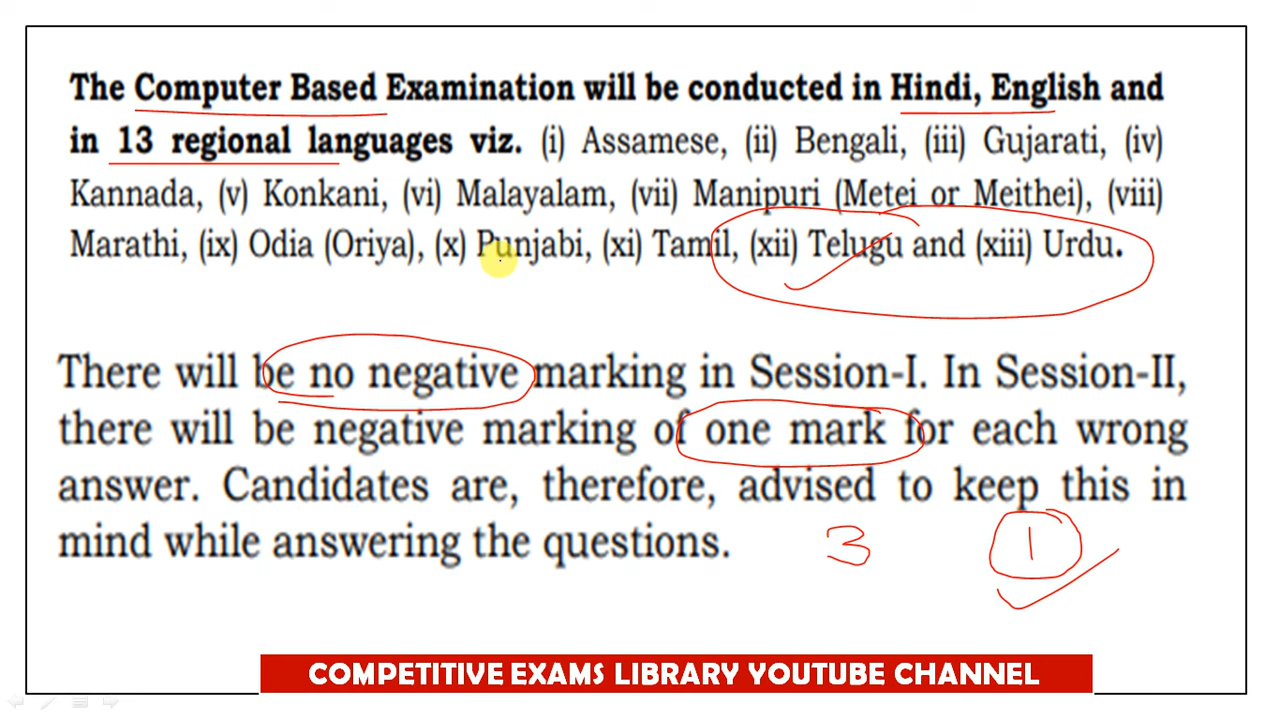 The Computer Based Examination will be conducted in Hindi, English and
in 13 regional languages viz. (i) Assamese, (ii) Bengali, (iii) Gujarati, (iv)
Kannada, (v) Konkani, (vi) Malayalam, (vii) Manipuri (Metei or Meithei), (viii)
Marathi, (ix) Odia (Oriya), (x) Punjabi, (xi) Tamil, (xii) Telugu and (xiii) Urdu.
There will be no negative marking in Session-I. In Session-II,
there will be negative marking of one mark for each wrong
answer. Candidates are, therefore, advised to keep this in
mind while answering the questions.
3 1
COMPETITIVE EXAMS LIBRARY YOUTUBE CHANNEL